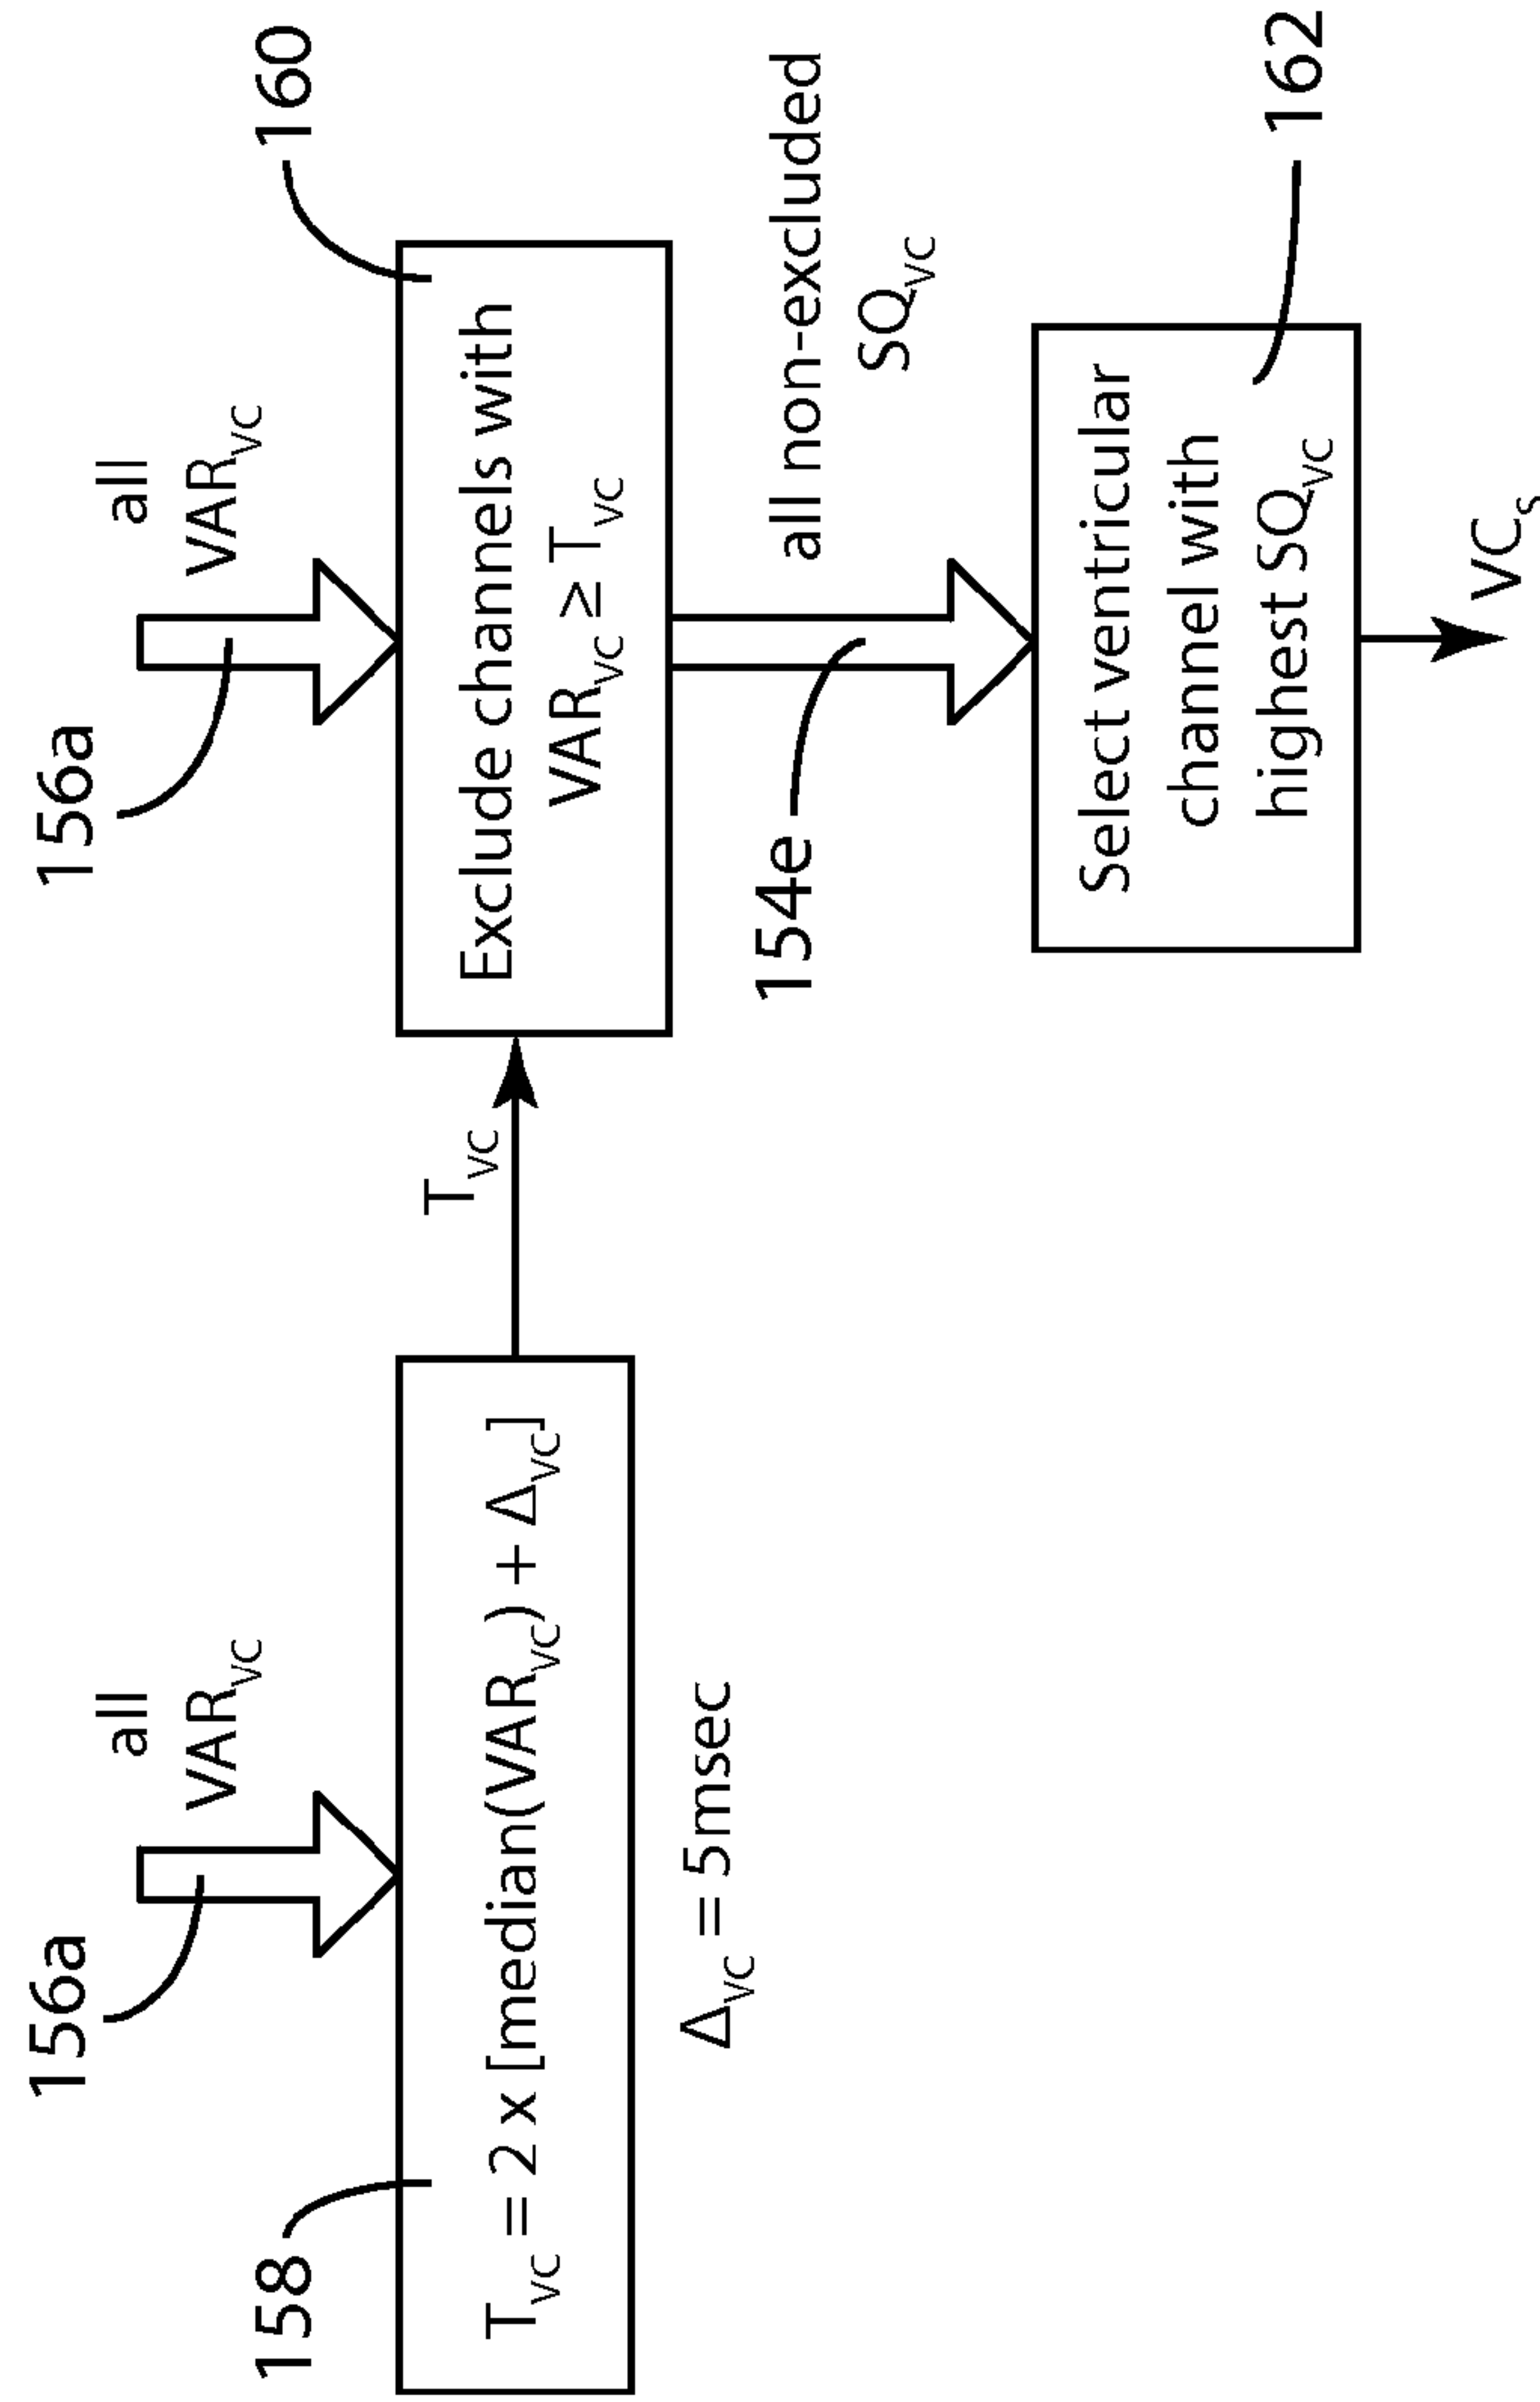 156a
all
VAR_VC
158
T_VC = 2 x [median(VAR_VC) + Δ_VC]
Δ_VC = 5msec
T_VC
156a
all
VAR_VC
160
Exclude channels with
VAR_VC ≥ T_VC
154e
all non-excluded
SQ_VC
Select ventricular
channel with
highest SQ_VC
162
VC_s